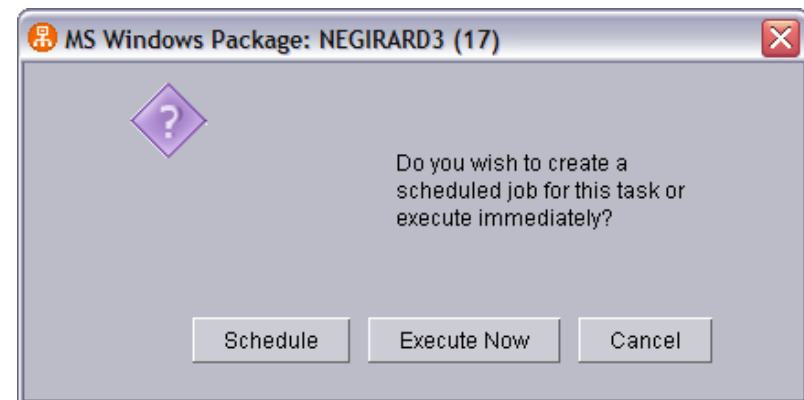 MS Windows Package: NEGIRARD3 (17)
?
Do you wish to create a
scheduled job for this task or
execute immediately?
Schedule Execute Now Cancel